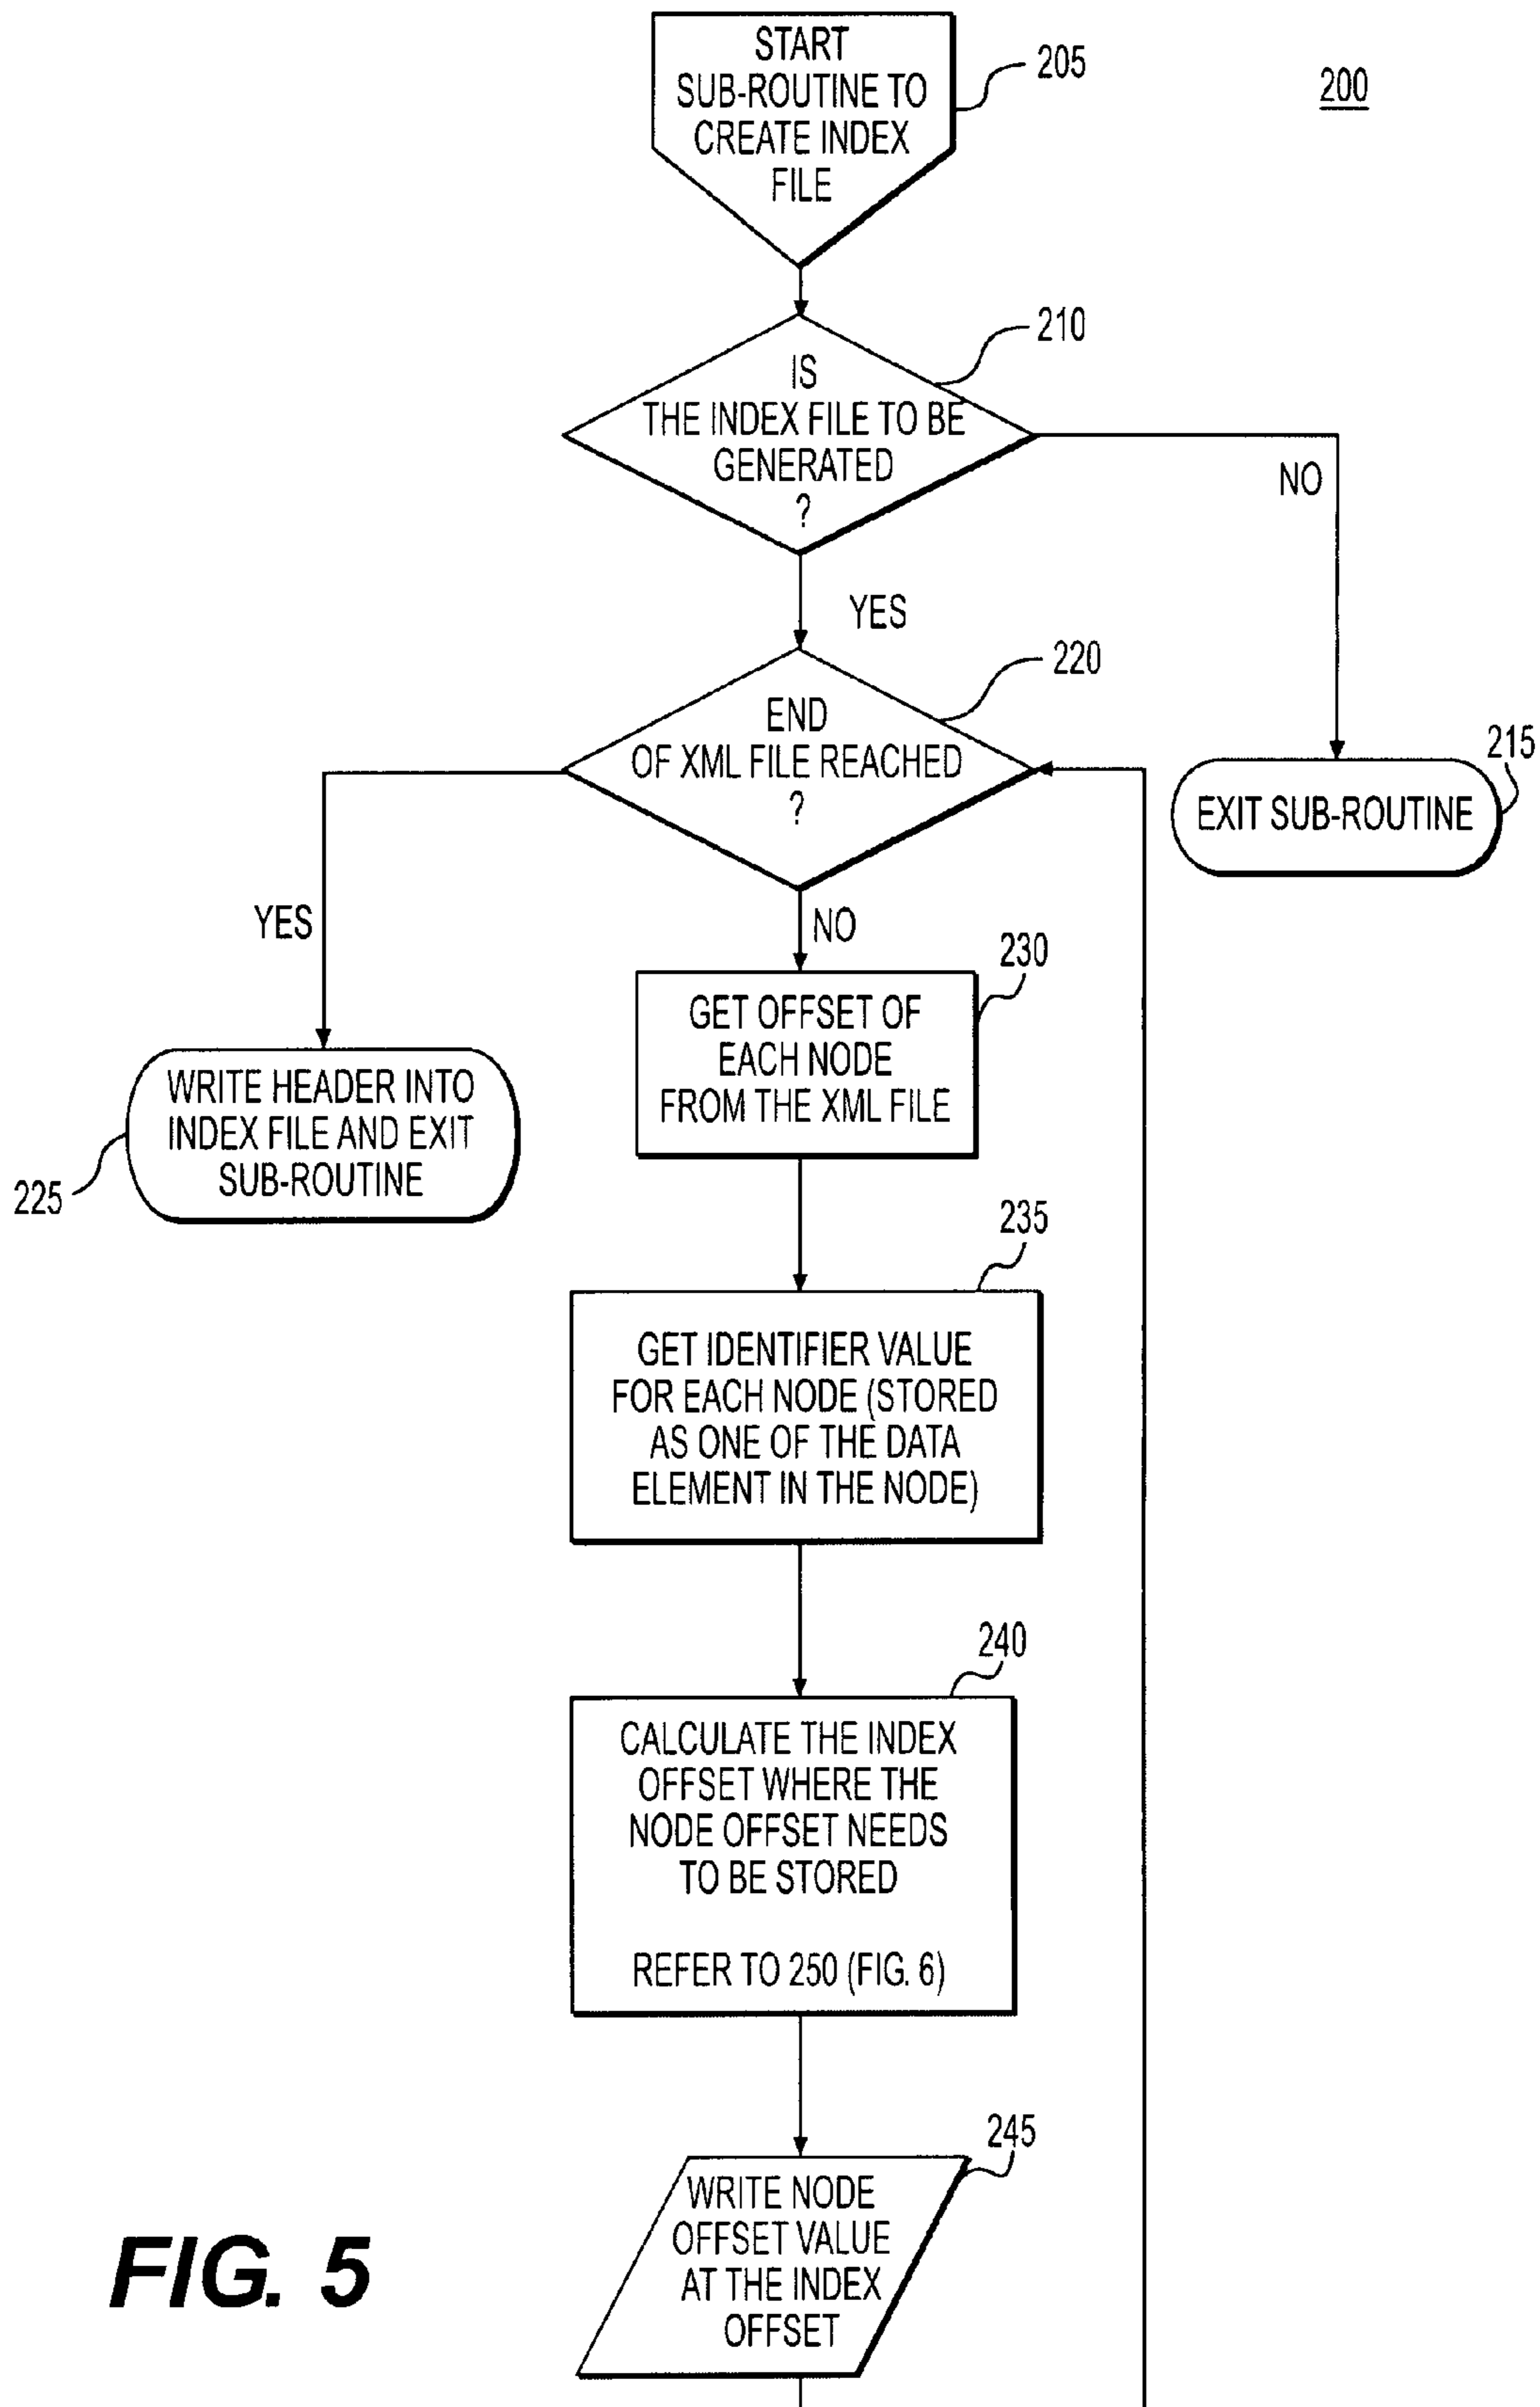 START
SUB-ROUTINE TO
CREATE INDEX
FILE
205
200
210
IS
THE INDEX FILE TO BE
GENERATED
?
NO
YES
220
END
OF XML FILE REACHED
?
215
EXIT SUB-ROUTINE
YES
NO
230
GET OFFSET OF
EACH NODE
FROM THE XML FILE
WRITE HEADER INTO
INDEX FILE AND EXIT
SUB-ROUTINE
225
235
GET IDENTIFIER VALUE
FOR EACH NODE (STORED
AS ONE OF THE DATA
ELEMENT IN THE NODE)
240
CALCULATE THE INDEX
OFFSET WHERE THE
NODE OFFSET NEEDS
TO BE STORED
REFER TO 250 (FIG. 6)
245
WRITE NODE
OFFSET VALUE
AT THE INDEX
OFFSET
FIG. 5